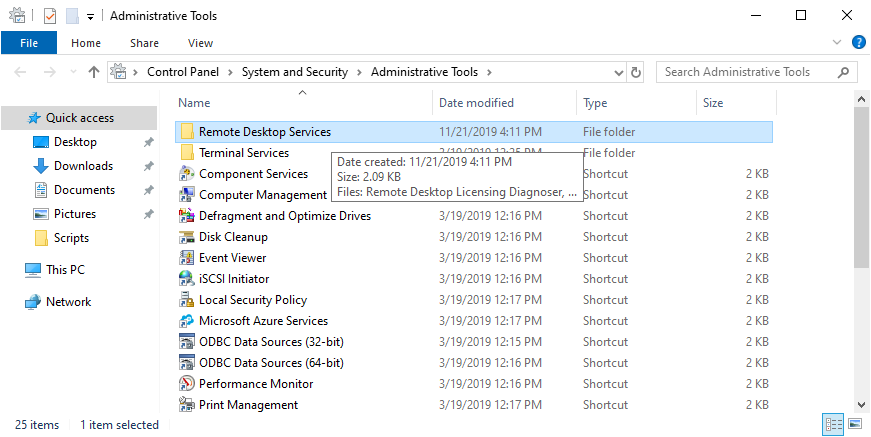 Administrative Tools
File Home Share View
Control Panel System and Security Administrative Tools Search Administrative Tools
Name Date modified Type Size
Quick access
Desktop
Downloads
Documents
Pictures
Scripts
This PC
Network
Remote Desktop Services 11/21/2019 4:11 PM File folder
Terminal Services File folder
Date created: 11/21/2019 4:11 PM
Size: 2.09 KB
Files: Remote Desktop Licensing Diagnoser, ...
Component Services Shortcut 2 KB
Computer Management Shortcut 2 KB
Defragment and Optimize Drives 3/19/2019 12:16 PM Shortcut 2 KB
Disk Cleanup 3/19/2019 12:16 PM Shortcut 2 KB
Event Viewer 3/19/2019 12:16 PM Shortcut 2 KB
iSCSI Initiator 3/19/2019 12:16 PM Shortcut 2 KB
Local Security Policy 3/19/2019 12:17 PM Shortcut 2 KB
Microsoft Azure Services 3/19/2019 12:17 PM Shortcut 2 KB
ODBC Data Sources (32-bit) 3/19/2019 12:15 PM Shortcut 2 KB
ODBC Data Sources (64-bit) 3/19/2019 12:16 PM Shortcut 2 KB
Performance Monitor 3/19/2019 12:16 PM Shortcut 2 KB
Print Management 3/19/2019 12:17 PM Shortcut 2 KB
25 items 1 item selected